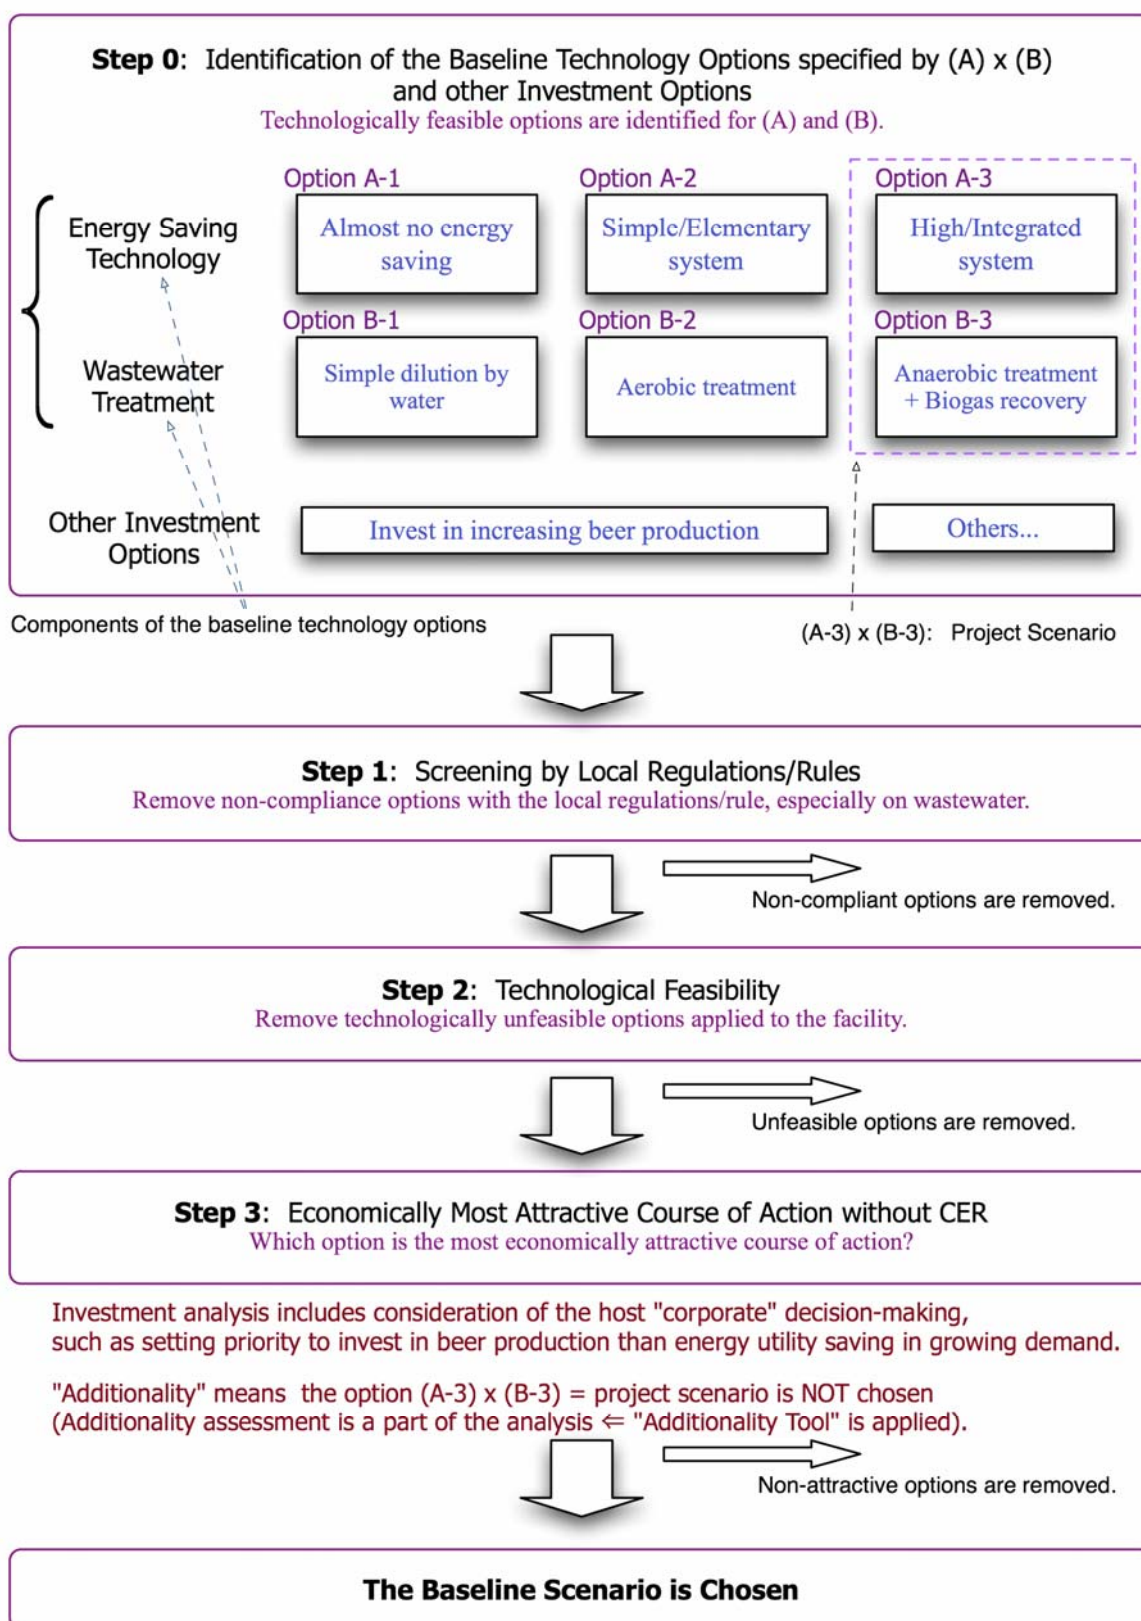 Step 0: Identification of the Baseline Technology Options specified by (A) x (B)
and other Investment Options
Technologically feasible options are identified for (A) and (B).
Option A-1
Option A-2
Option A-3
Energy Saving
Technology
Almost no energy
saving
Simple/Elementary
system
High/Integrated
system
Option B-1
Option B-2
Option B-3
Wastewater
Treatment
Simple dilution by
water
Aerobic treatment
Anaerobic treatment
+ Biogas recovery
Other Investment
Options
Invest in increasing beer production
Others...
Components of the baseline technology options
(A-3) x (B-3): Project Scenario
Step 1: Screening by Local Regulations/Rules
Remove non-compliance options with the local regulations/rule, especially on wastewater.
Non-compliant options are removed.
Step 2: Technological Feasibility
Remove technologically unfeasible options applied to the facility.
Unfeasible options are removed.
Step 3: Economically Most Attractive Course of Action without CER
Which option is the most economically attractive course of action?
Investment analysis includes consideration of the host "corporate" decision-making,
such as setting priority to invest in beer production than energy utility saving in growing demand.
"Additionality" means the option (A-3) x (B-3) = project scenario is NOT chosen
(Additionality assessment is a part of the analysis ⇐ "Additionality Tool" is applied).
Non-attractive options are removed.
The Baseline Scenario is Chosen